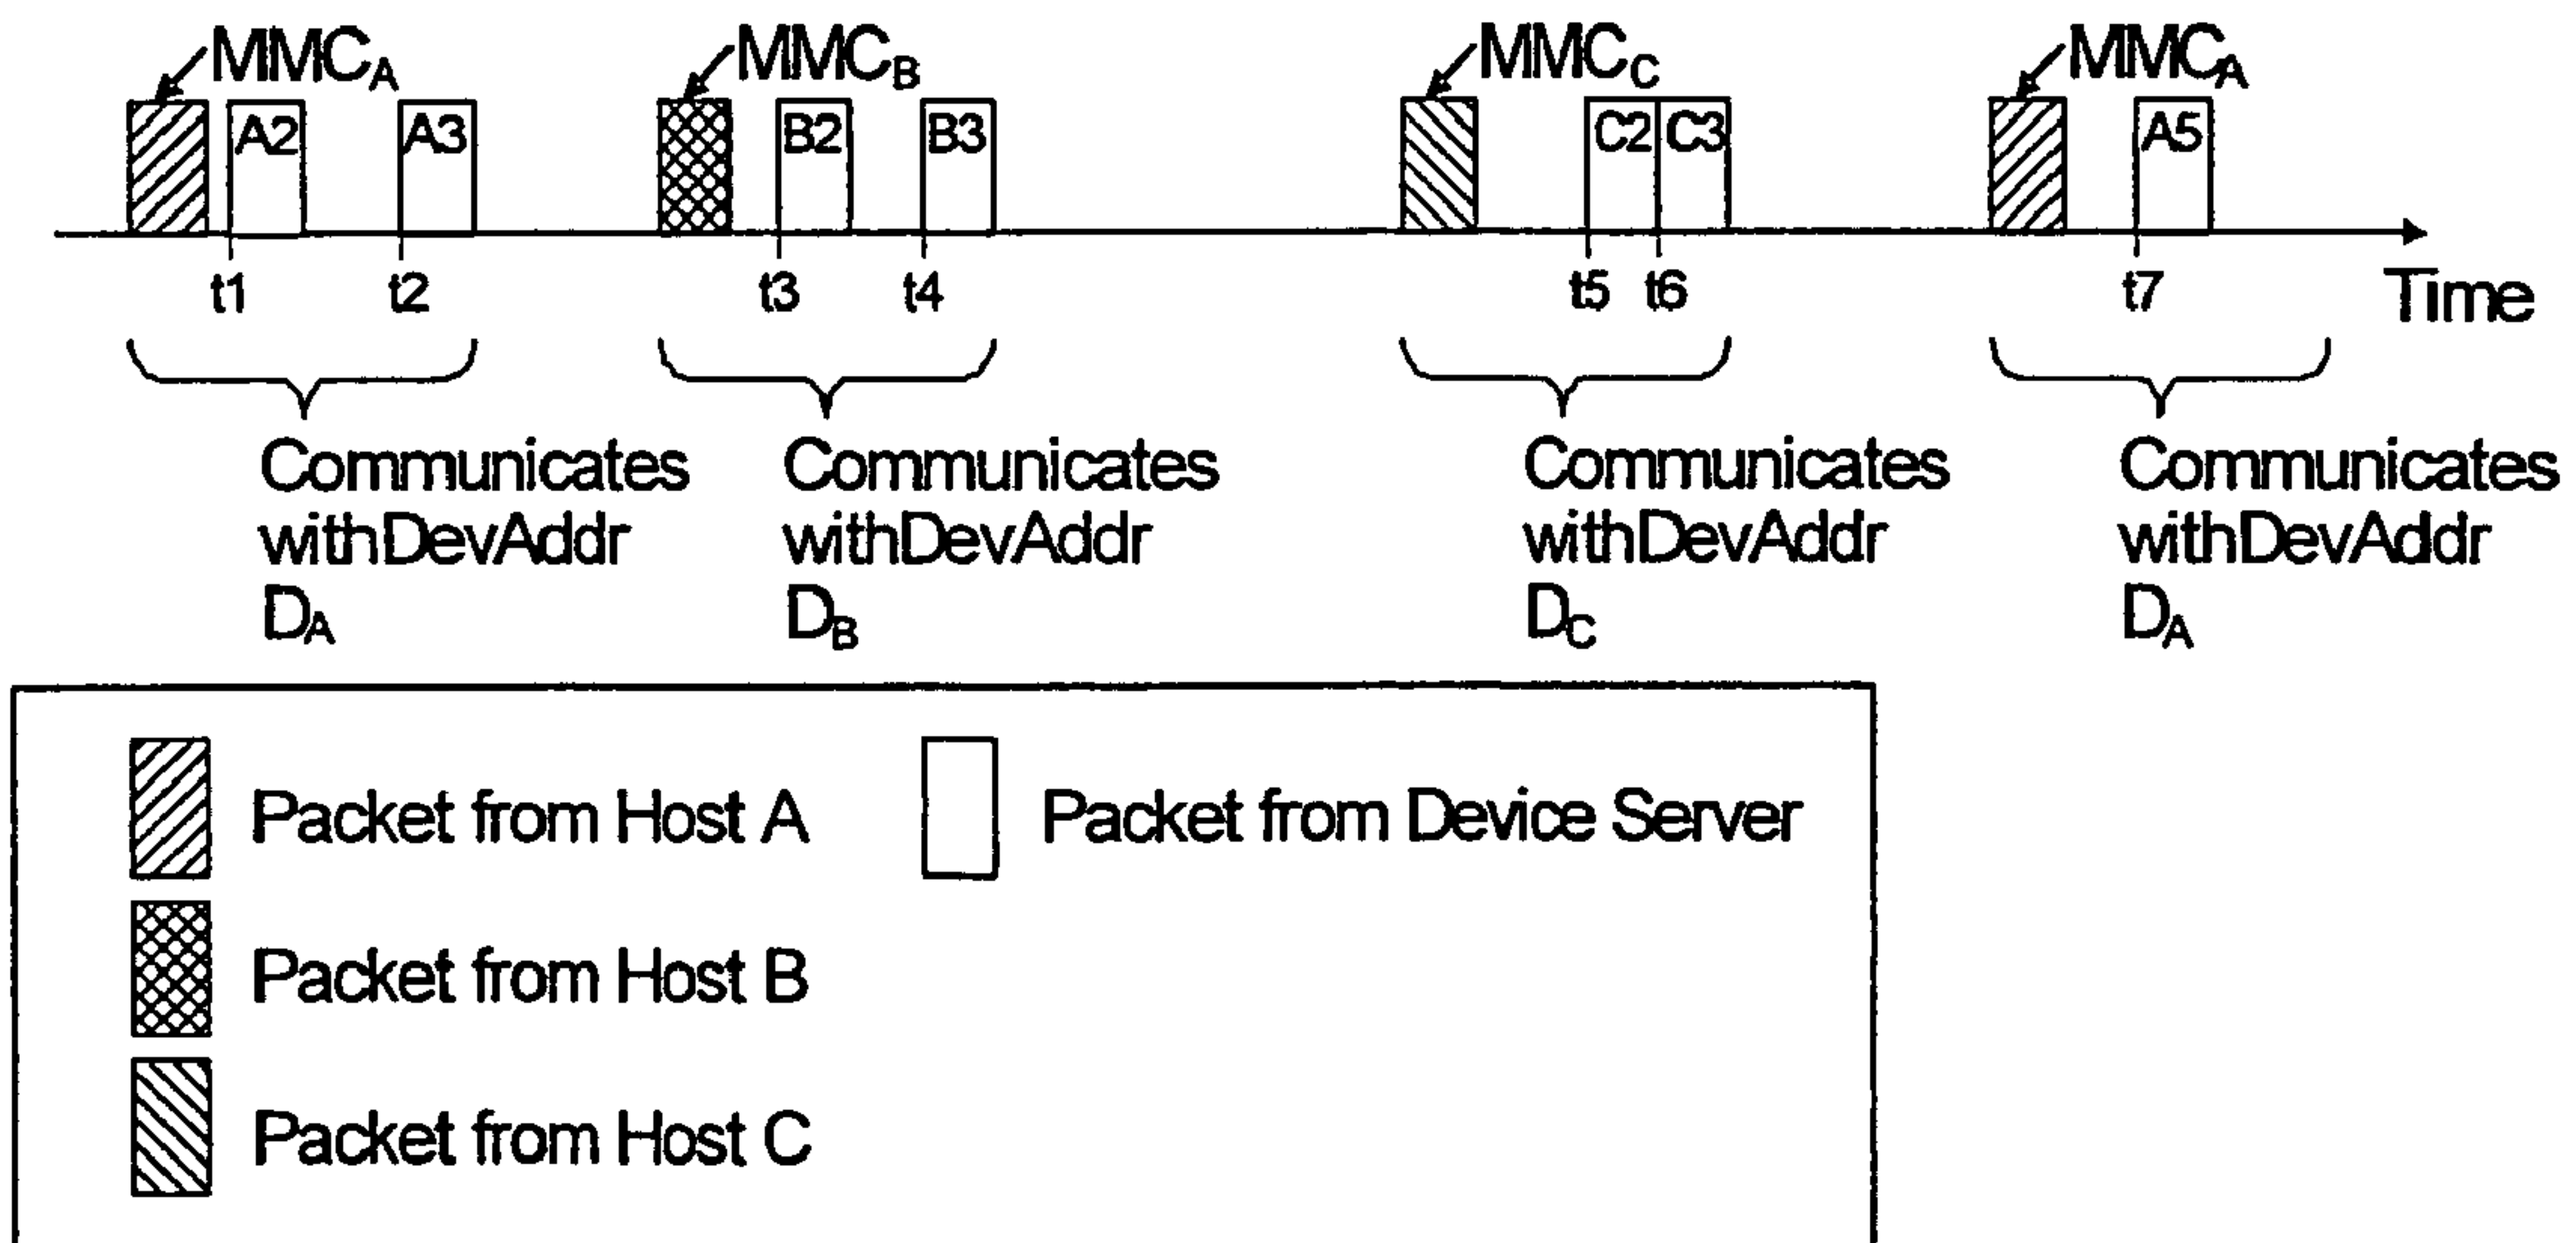 MMCA MMCB MMCC MMCA
A2 A3 B2 B3 C2 C3 A5
t1 t2 t3 t4 t5 t6 t7
Time
Communicates
withDevAddr
DA
Communicates
withDevAddr
DB
Communicates
withDevAddr
DC
Communicates
withDevAddr
DA
Packet from Host A
Packet from Device Server
Packet from Host B
Packet from Host C